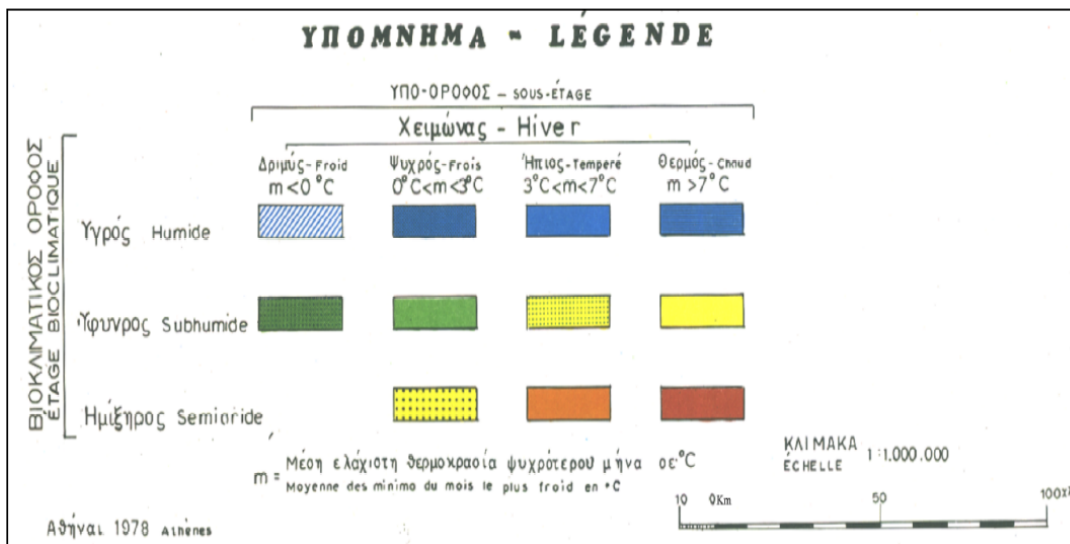 ΥΠΟΜΝΗΜΑ - LÉGENDE
ΥΠΟ-ΟΡΟΦΟΣ - SOUS-ÉTAGE
Χειμώνας - Hiver
Δριμύς - Froid
m < 0 °C
Ψυχρός - Frais
0°C < m < 3°C
Ήπιος - Temperé
3°C < m < 7°C
Θερμός - Chaud
m > 7°C
ΒΙΟΚΛΙΜΑΤΙΚΟΣ ΟΡΟΦΟΣ
ÉTAGE BIOCLIMATIQUE
Υγρός Humide
Ύφυγρος Subhumide
Ημίξηρος Semiaride
m = Μέση ελάχιστη θερμοκρασία ψυχρότερου μήνα σε °C
Moyenne des minima du mois le plus froid en °C
ΚΛΙΜΑΚΑ
ÉCHELLE
1:1.000.000
10 0Km 50 100χλ
Αθήναι 1978 Athènes